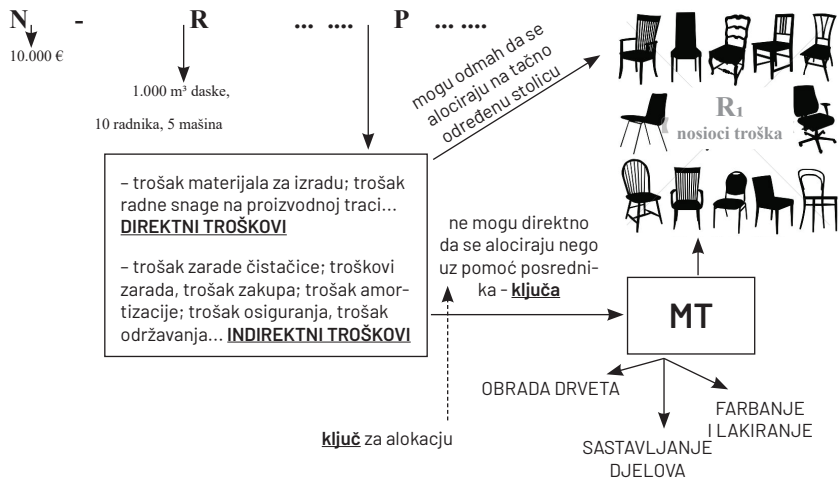 N - R ... .... P ... ....
10.000 €
1.000 m³ daske,
10 radnika, 5 mašina
mogu odmah da se
alociraju na tačno
određenu stolicu
R₁
nosioci troška
– trošak materijala za izradu; trošak
radne snage na proizvodnoj traci...
DIREKTNI TROŠKOVI
– trošak zarade čistačice; troškovi
zarada, trošak zakupa; trošak amor-
tizacije; trošak osiguranja, trošak
održavanja... INDIREKTNI TROŠKOVI
ne mogu direktno
da se alociraju nego
uz pomoć posredni-
ka - ključa
MT
ključ za alokacju
OBRADA DRVETA
SASTAVLJANJE
DJELOVA
FARBANJE
I LAKIRANJE